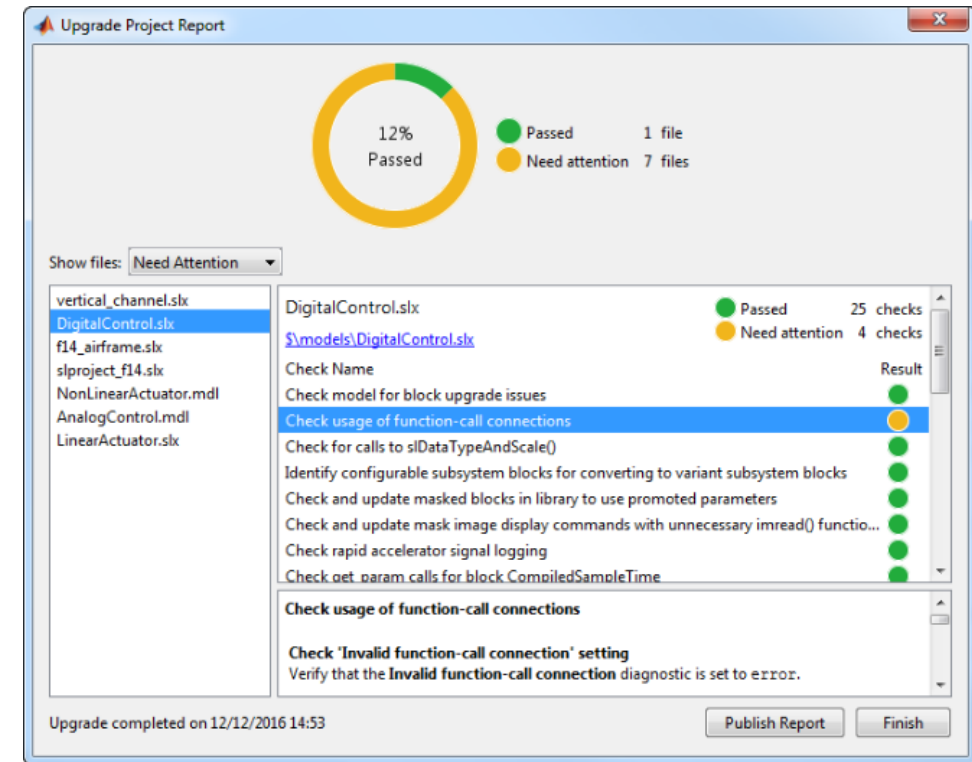 Upgrade Project Report
12%
Passed
Passed 1 file
Need attention 7 files
Show files: Need Attention
vertical_channel.slx
DigitalControl.slx
f14_airframe.slx
slproject_f14.slx
NonLinearActuator.mdl
AnalogControl.mdl
LinearActuator.slx
DigitalControl.slx
Passed 25 checks
$\models\DigitalControl.slx
Need attention 4 checks
Check Name Result
Check model for block upgrade issues
Check usage of function-call connections
Check for calls to slDataTypeAndScale()
Identify configurable subsystem blocks for converting to variant subsystem blocks
Check and update masked blocks in library to use promoted parameters
Check and update mask image display commands with unnecessary imread() functio...
Check rapid accelerator signal logging
Check get_param calls for block CompiledSampleTime
Check usage of function-call connections
Check 'Invalid function-call connection' setting
Verify that the Invalid function-call connection diagnostic is set to error.
Upgrade completed on 12/12/2016 14:53
Publish Report
Finish